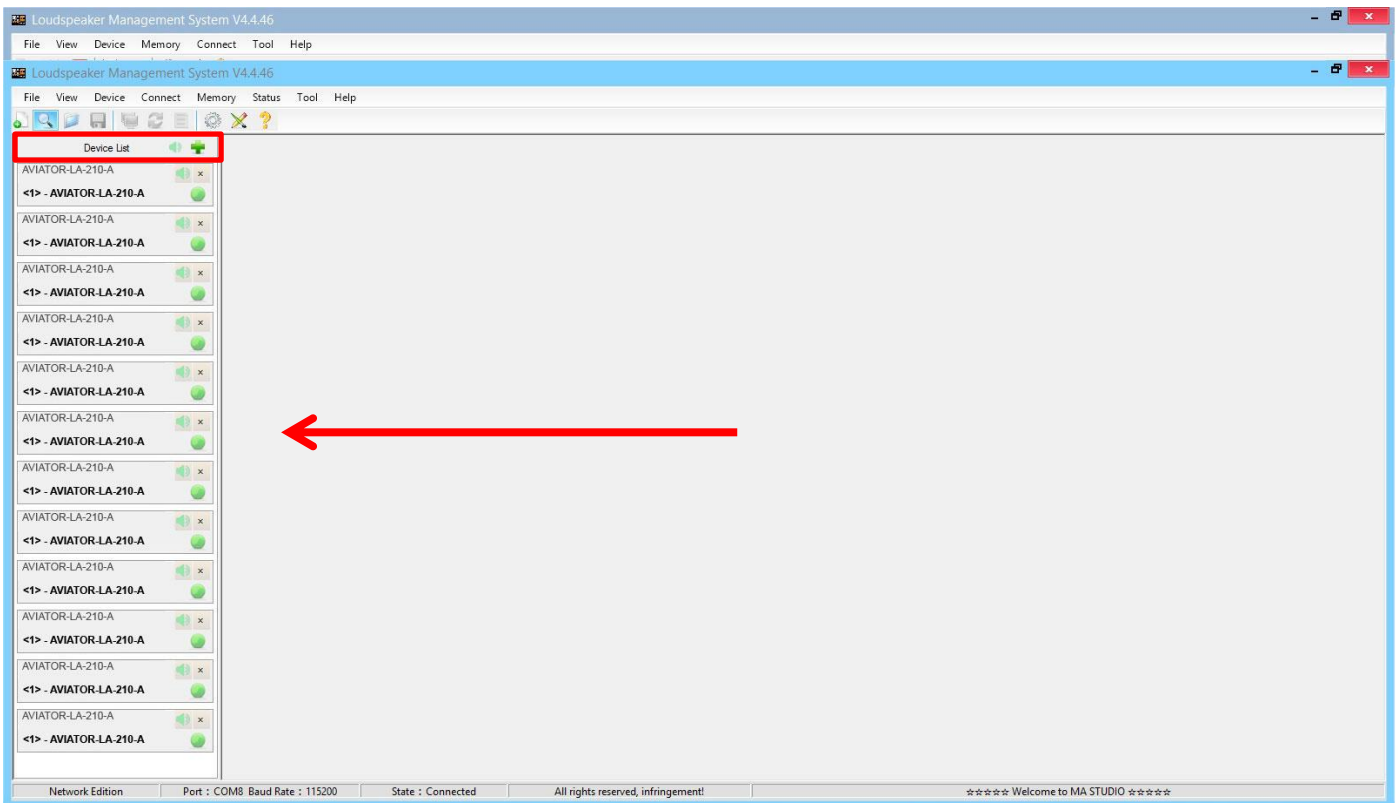 Loudspeaker Management System V4.4.46
File View Device Memory Connect Tool Help
Loudspeaker Management System V4.4.46
File View Device Connect Memory Status Tool Help
Device List
AVIATOR-LA-210-A
<1> - AVIATOR-LA-210-A
AVIATOR-LA-210-A
<1> - AVIATOR-LA-210-A
AVIATOR-LA-210-A
<1> - AVIATOR-LA-210-A
AVIATOR-LA-210-A
<1> - AVIATOR-LA-210-A
AVIATOR-LA-210-A
<1> - AVIATOR-LA-210-A
AVIATOR-LA-210-A
<1> - AVIATOR-LA-210-A
AVIATOR-LA-210-A
<1> - AVIATOR-LA-210-A
AVIATOR-LA-210-A
<1> - AVIATOR-LA-210-A
AVIATOR-LA-210-A
<1> - AVIATOR-LA-210-A
AVIATOR-LA-210-A
<1> - AVIATOR-LA-210-A
AVIATOR-LA-210-A
<1> - AVIATOR-LA-210-A
AVIATOR-LA-210-A
<1> - AVIATOR-LA-210-A
Network Edition Port : COM8 Baud Rate : 115200 State : Connected All rights reserved, infringement! ☆☆☆☆☆ Welcome to MA STUDIO ☆☆☆☆☆